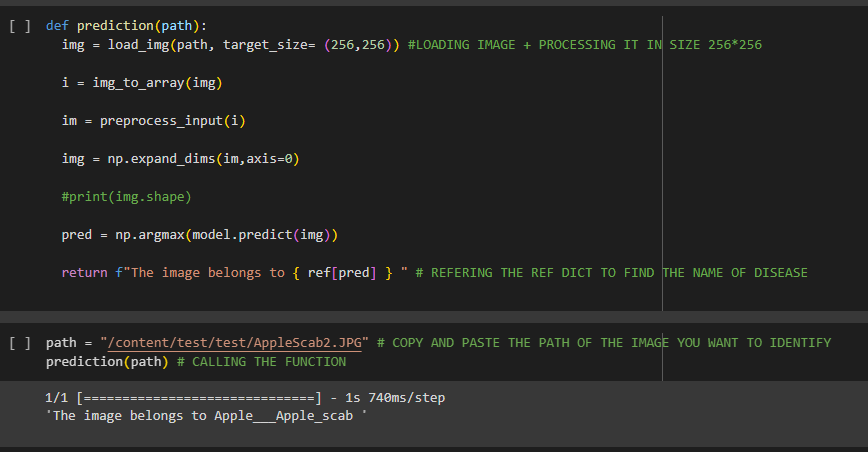 [ ] def prediction(path):
img = load_img(path, target_size= (256,256)) #LOADING IMAGE + PROCESSING IT IN SIZE 256*256
i = img_to_array(img)
im = preprocess_input(i)
img = np.expand_dims(im,axis=0)
#print(img.shape)
pred = np.argmax(model.predict(img))
return f"The image belongs to { ref[pred] } " # REFERING THE REF DICT TO FIND THE NAME OF DISEASE
[ ] path = "/content/test/test/AppleScab2.JPG" # COPY AND PASTE THE PATH OF THE IMAGE YOU WANT TO IDENTIFY
prediction(path) # CALLING THE FUNCTION
1/1 [==============================] - 1s 740ms/step
'The image belongs to Apple___Apple_scab '